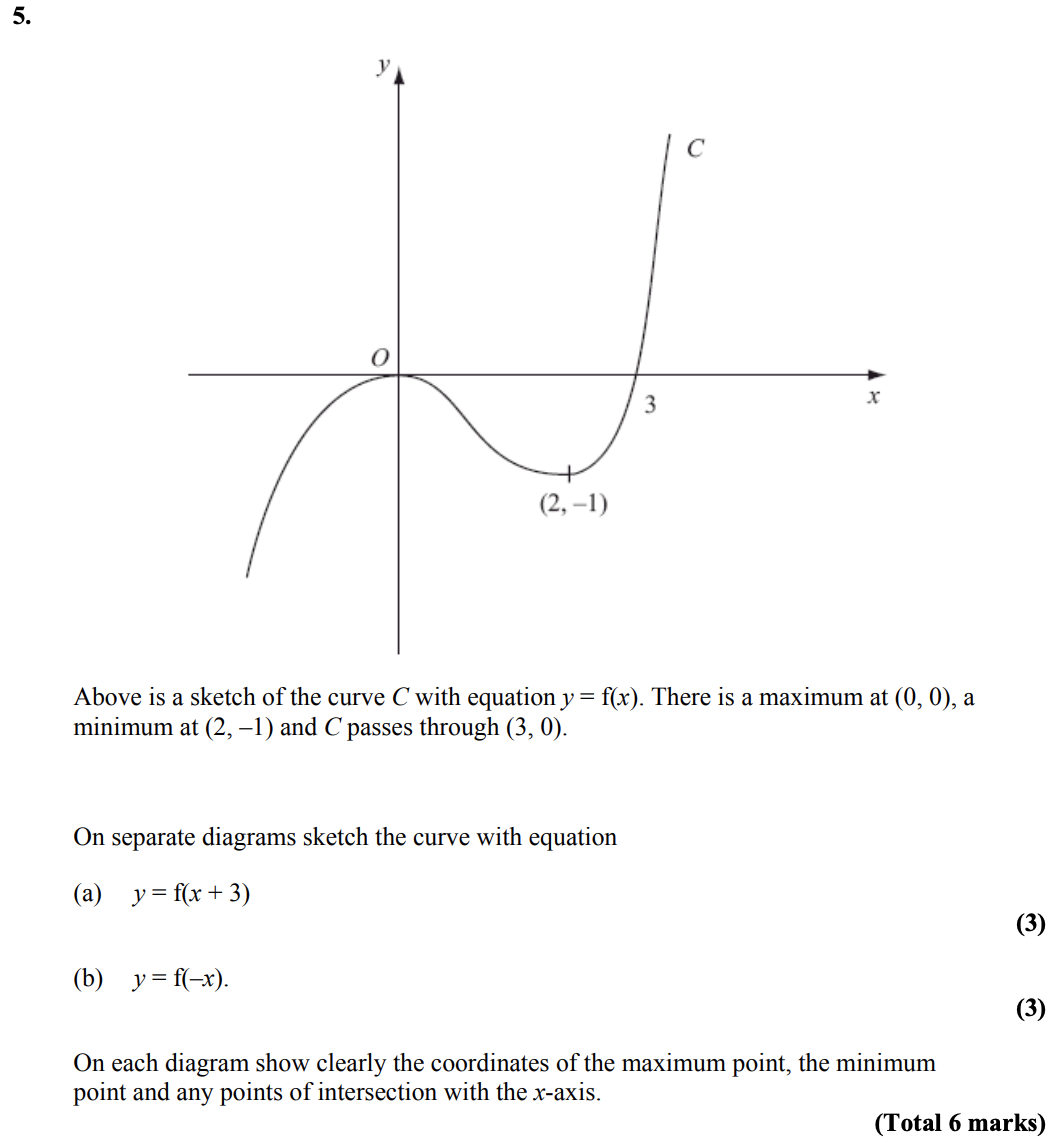 5.
y
C
O
3
x
(2, –1)
Above is a sketch of the curve C with equation y = f(x). There is a maximum at (0, 0), a
minimum at (2, –1) and C passes through (3, 0).
On separate diagrams sketch the curve with equation
(a) y = f(x + 3)
(3)
(b) y = f(–x).
(3)
On each diagram show clearly the coordinates of the maximum point, the minimum
point and any points of intersection with the x-axis.
(Total 6 marks)